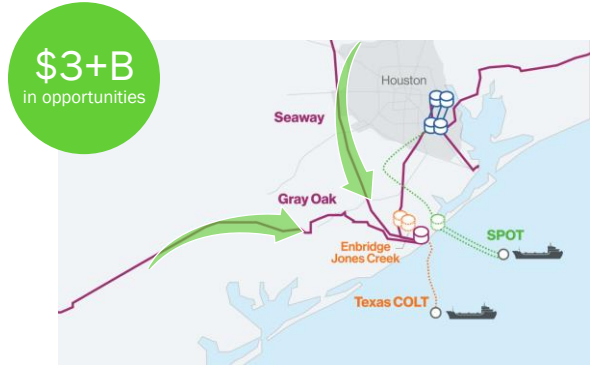 $3+B
in opportunities
Houston
Seaway
Gray Oak
Enbridge
Jones Creek
SPOT
Texas COLT